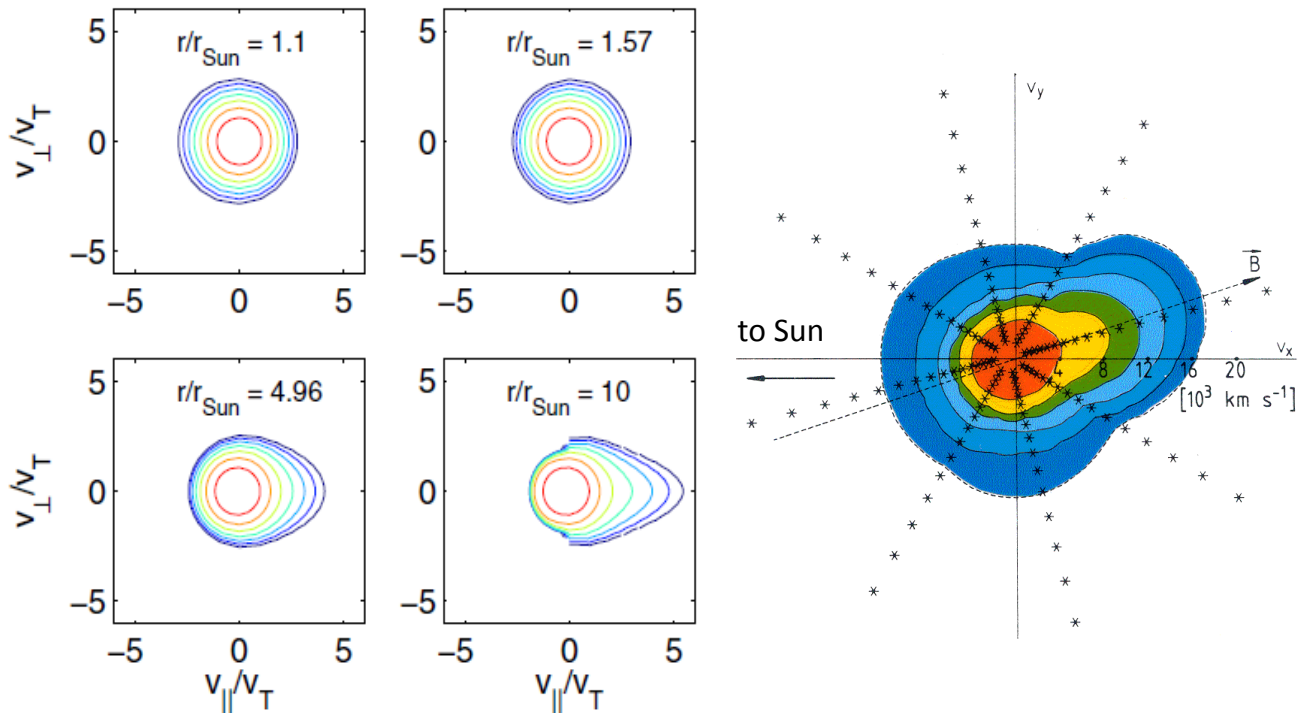 5
0
−5
v⊥/vT
r/rSun = 1.1
−5 0 5
5
0
−5
r/rSun = 1.57
−5 0 5
5
0
−5
v⊥/vT
r/rSun = 4.96
−5 0 5
v||/vT
5
0
−5
r/rSun = 10
−5 0 5
v||/vT
vy
B
to Sun
vx
4 8 12 16 20
[10³ km s⁻¹]